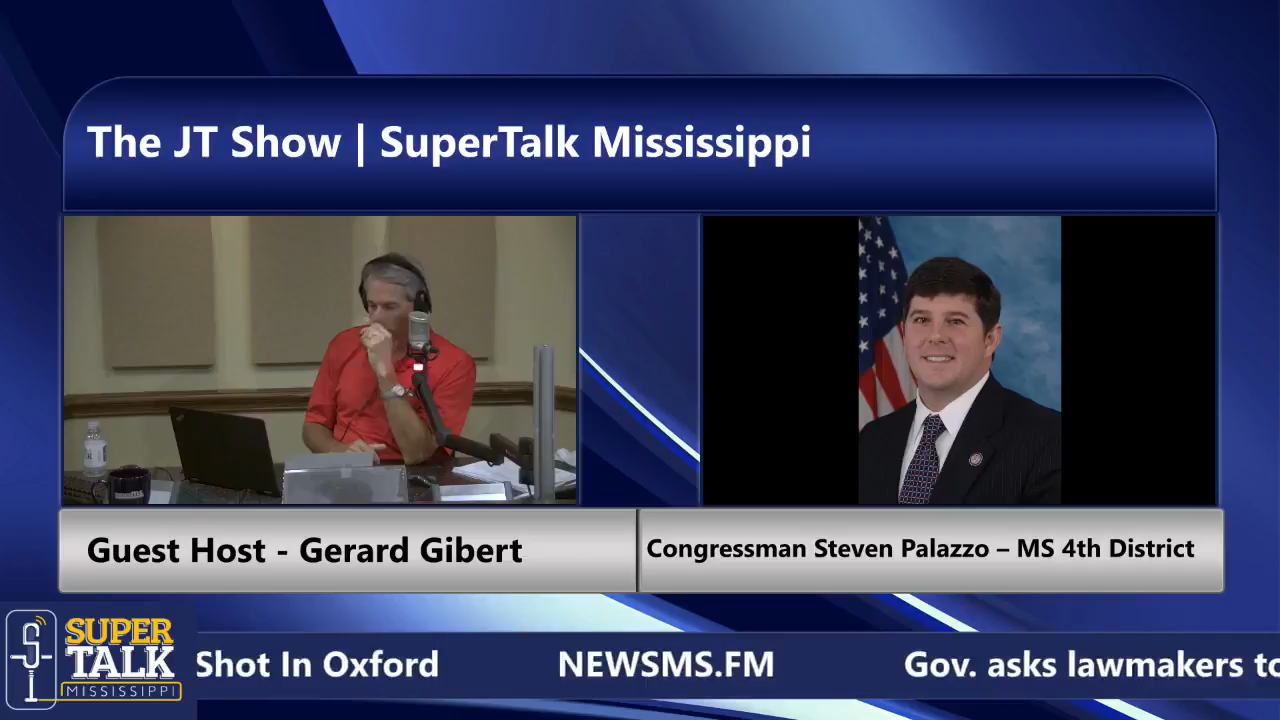 The JT Show | SuperTalk Mississippi
Guest Host - Gerard Gibert
Congressman Steven Palazzo – MS 4th District
SUPER
TALK
MISSISSIPPI
Shot In Oxford
NEWSMS.FM
Gov. asks lawmakers to